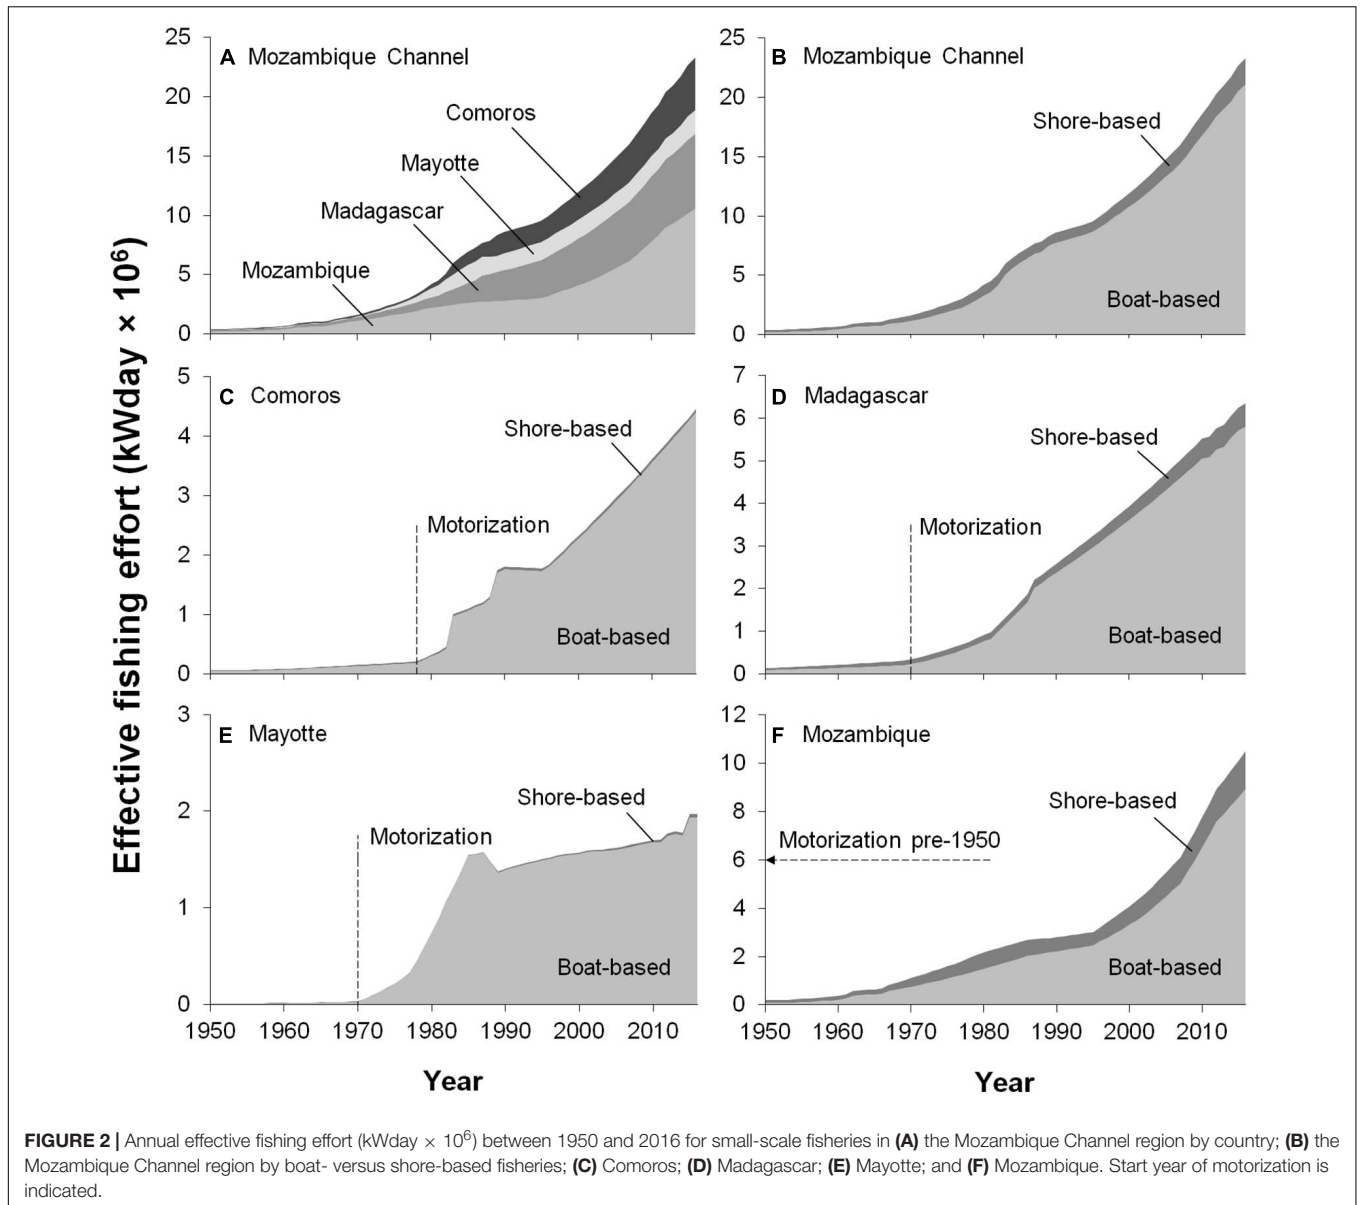 Effective fishing effort (kWday × 10⁶)
A Mozambique Channel
25
20
15
10
5
0
Comoros
Mayotte
Madagascar
Mozambique
B Mozambique Channel
25
20
15
10
5
0
Shore-based
Boat-based
C Comoros
5
4
3
2
1
0
Shore-based
Motorization
Boat-based
D Madagascar
7
6
5
4
3
2
1
0
Shore-based
Motorization
Boat-based
E Mayotte
3
2
1
0
Shore-based
Motorization
Boat-based
1950 1960 1970 1980 1990 2000 2010
Year
F Mozambique
12
10
8
6
4
2
0
Shore-based
Motorization pre-1950
Boat-based
1950 1960 1970 1980 1990 2000 2010
Year
FIGURE 2 | Annual effective fishing effort (kWday × 10⁶) between 1950 and 2016 for small-scale fisheries in (A) the Mozambique Channel region by country; (B) the
Mozambique Channel region by boat- versus shore-based fisheries; (C) Comoros; (D) Madagascar; (E) Mayotte; and (F) Mozambique. Start year of motorization is
indicated.